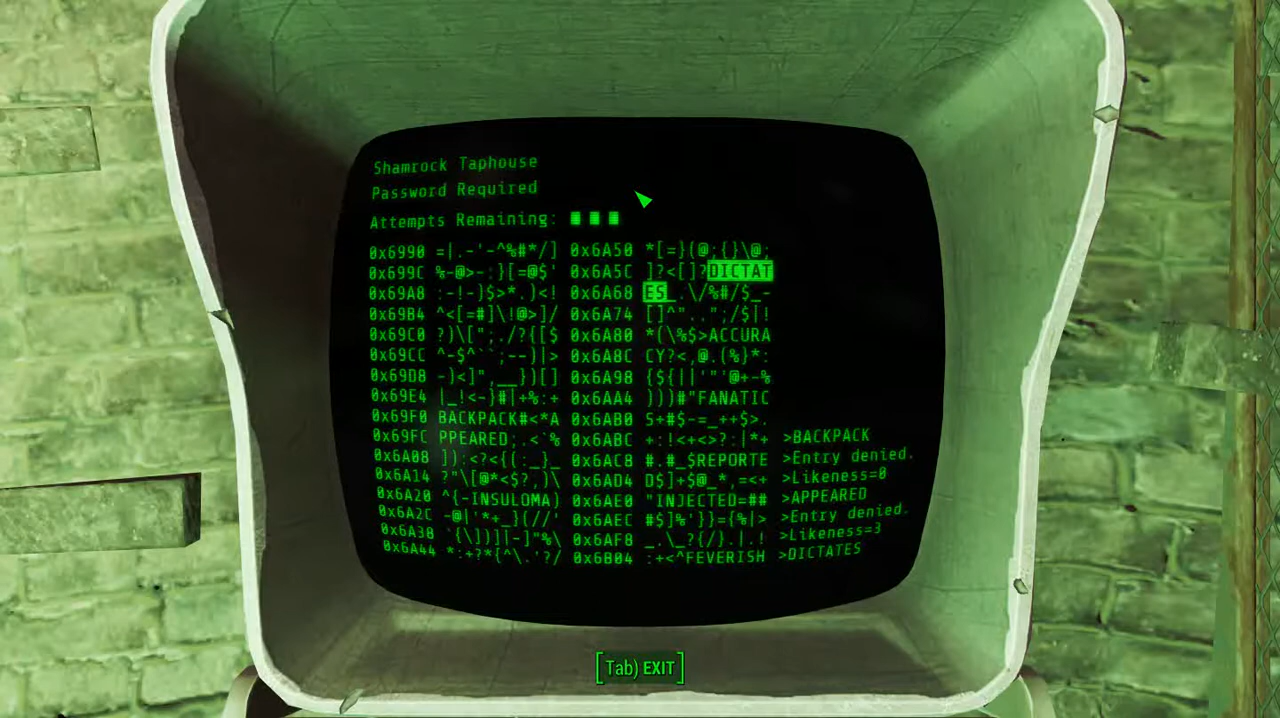 Shamrock Taphouse
Password Required
Attempts Remaining: ■ ■ ■
0x6990 =|.-'-^%#*/] 0x6A50 *[=}(@;{}\@;
0x699C %-@>-:}[=@$' 0x6A5C ]?<[]?DICTAT
0x69A8 :-!-)$>*.)<! 0x6A68 ES_.\/%#/$_-
0x69B4 ^<[=#]\!@>]/ 0x6A74 []^"..";/$|!
0x69C0 ?)\[";./?{[$ 0x6A80 *(\%$>ACCURA
0x69CC ^-$^``;--)|> 0x6A8C CY?<,@.(%}*:
0x69D8 -)<]",__})[] 0x6A98 {${||'"'@+-%
0x69E4 |_!<-}#|+%:+ 0x6AA4 )))#"FANATIC
0x69F0 BACKPACK#<*A 0x6AB0 S+#$-=_++$>.
0x69FC PPEARED;.<`% 0x6ABC +:!<+<>?:|*+ >BACKPACK
0x6A08 ]):<?<{(:_}_ 0x6AC8 #.#_$REPORTE >Entry denied.
0x6A14 ?"\[@*<$?,)\ 0x6AD4 D$]+$@_*,=<+ >Likeness=0
0x6A20 ^{-INSULOMA) 0x6AE0 "INJECTED=## >APPEARED
0x6A2C -@|'*+_}(//' 0x6AEC #$]%'}}={%|> >Entry denied.
0x6A38 `{\])]|-]"%\ 0x6AF8 _.\_?{/}.|.! >Likeness=3
0x6A44 *:+?*{^\.'?/ 0x6B04 :+<^FEVERISH >DICTATES
[Tab) EXIT]